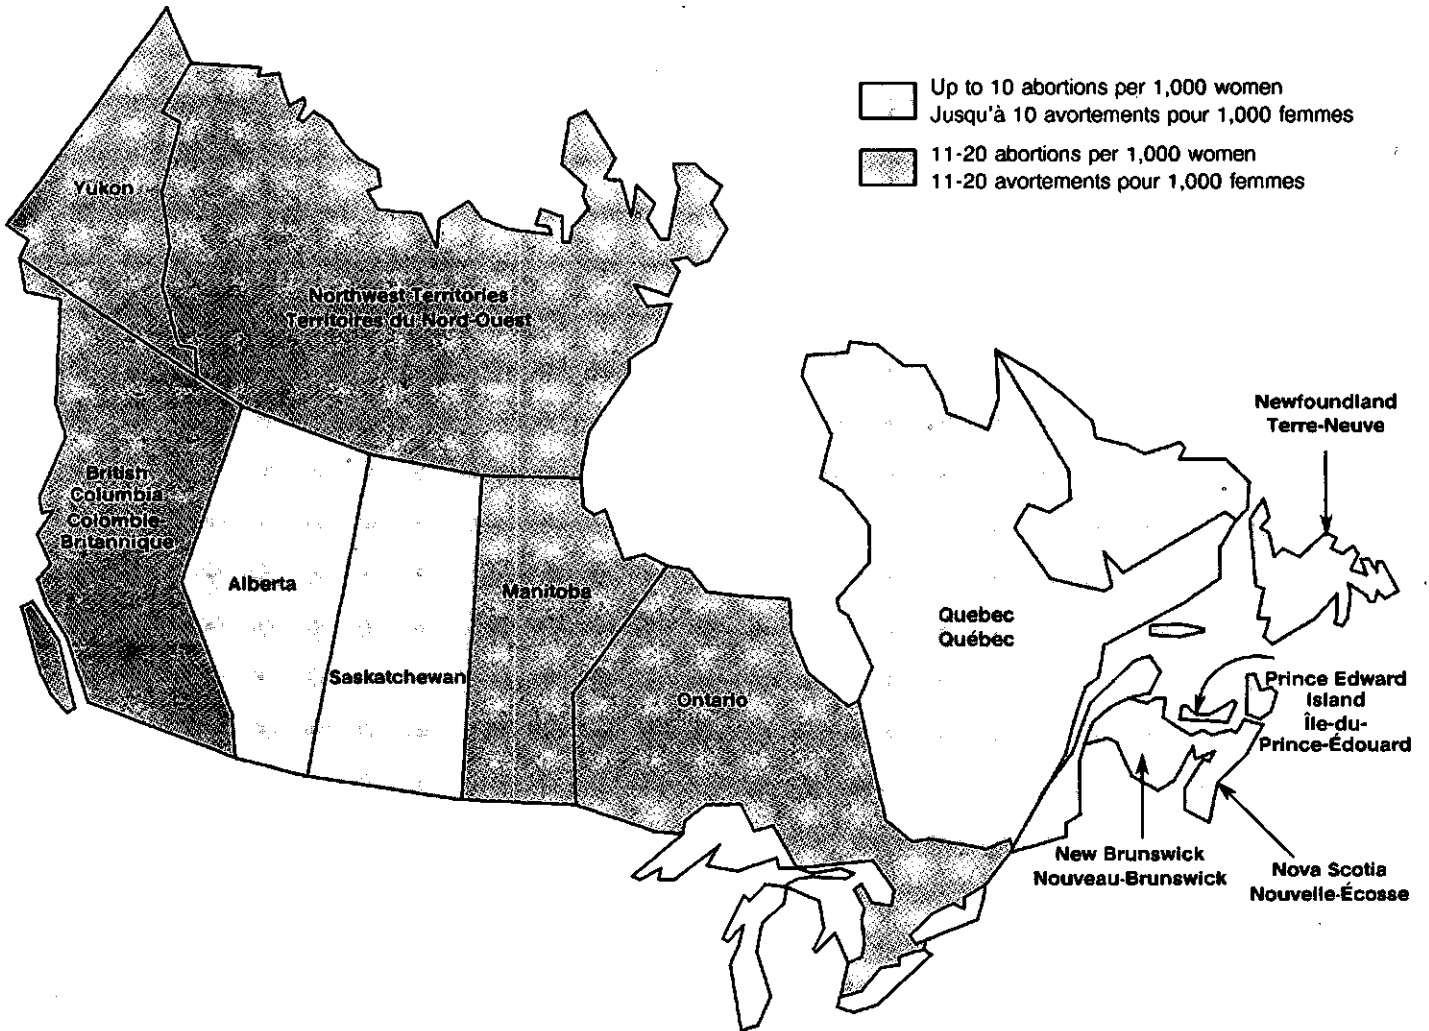 Up to 10 abortions per 1,000 women
Jusqu'à 10 avortements pour 1,000 femmes
11-20 abortions per 1,000 women
11-20 avortements pour 1,000 femmes
Yukon
Northwest Territories
Territoires du Nord-Ouest
British
Columbia
Colombie-
Britannique
Alberta
Saskatchewan
Manitoba
Ontario
Quebec
Québec
Newfoundland
Terre-Neuve
Prince Edward
Island
Île-du-
Prince-Édouard
New Brunswick
Nouveau-Brunswick
Nova Scotia
Nouvelle-Écosse